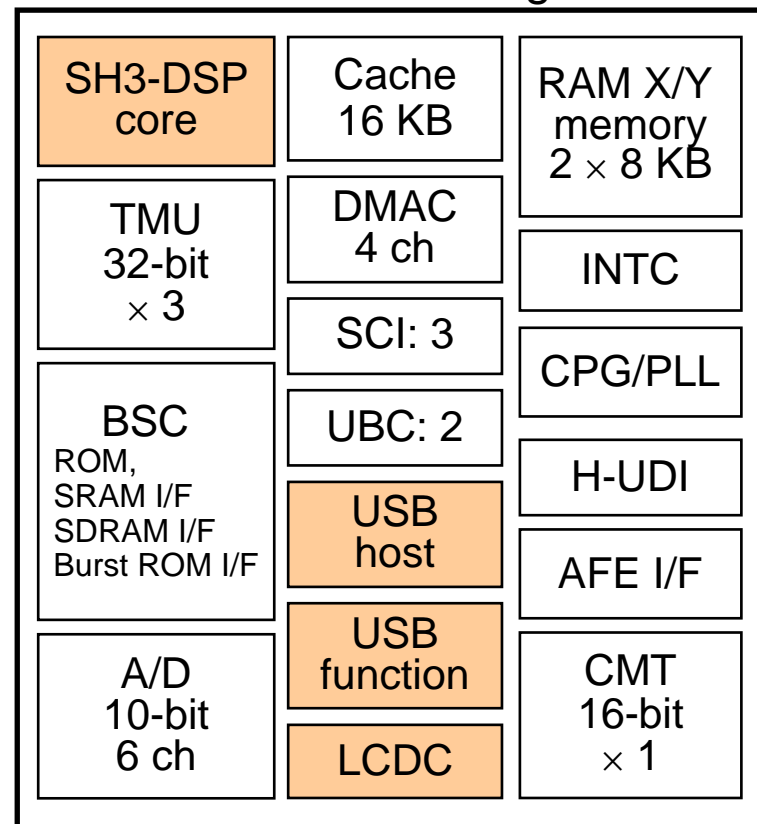 SH3-DSP
core
TMU
32-bit
× 3
BSC
ROM,
SRAM I/F
SDRAM I/F
Burst ROM I/F
A/D
10-bit
6 ch
Cache
16 KB
DMAC
4 ch
SCI: 3
UBC: 2
USB
host
USB
function
LCDC
RAM X/Y
memory
2 × 8 KB
INTC
CPG/PLL
H-UDI
AFE I/F
CMT
16-bit
× 1